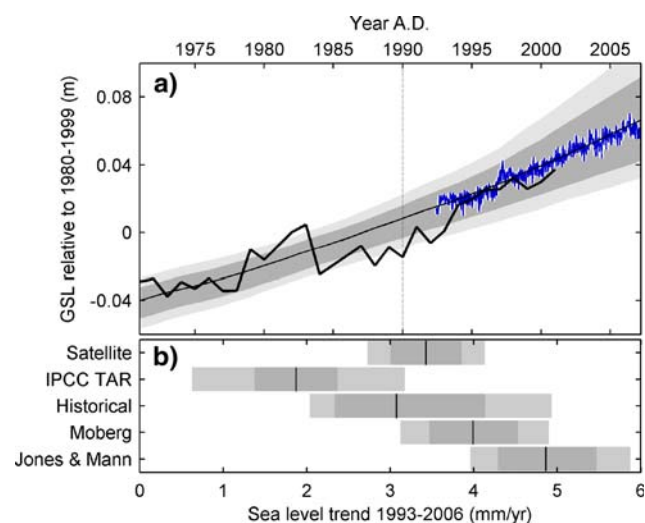 Year A.D.
1975 1980 1985 1990 1995 2000 2005
a)
GSL relative to 1980-1999 (m)
0.08
0.04
0
-0.04
b)
Satellite
IPCC TAR
Historical
Moberg
Jones & Mann
0 1 2 3 4 5 6
Sea level trend 1993-2006 (mm/yr)